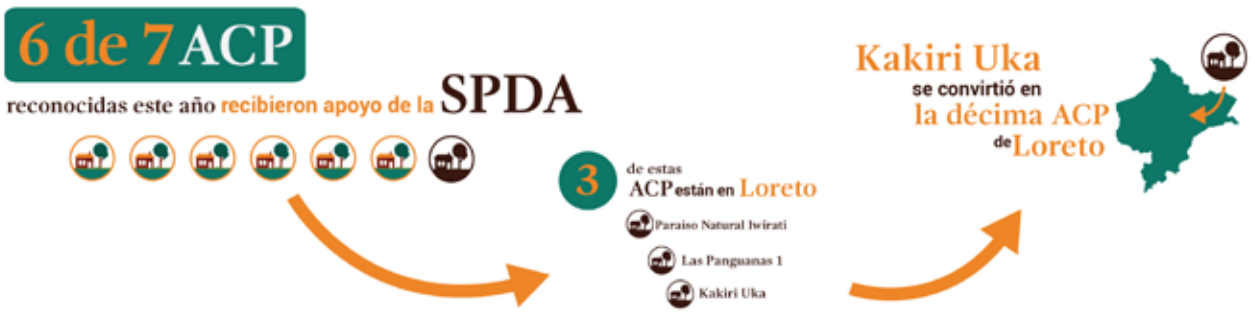 6 de 7 ACP
reconocidas este año recibieron apoyo de la SPDA
3
de estas
ACP están en Loreto
Paraiso Natural Iwirati
Las Panguanas 1
Kakiri Uka
Kakiri Uka
se convirtió en
la décima ACP
de Loreto